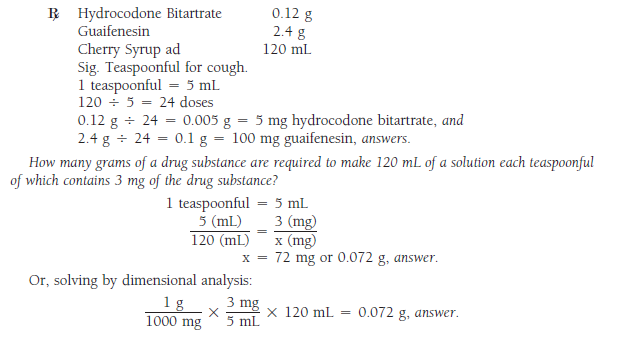 ℞ Hydrocodone Bitartrate 0.12 g
Guaifenesin 2.4 g
Cherry Syrup ad 120 mL
Sig. Teaspoonful for cough.
1 teaspoonful = 5 mL
120 ÷ 5 = 24 doses
0.12 g ÷ 24 = 0.005 g = 5 mg hydrocodone bitartrate, and
2.4 g ÷ 24 = 0.1 g = 100 mg guaifenesin, answers.
How many grams of a drug substance are required to make 120 mL of a solution each teaspoonful
of which contains 3 mg of the drug substance?
1 teaspoonful = 5 mL
5 (mL) / 120 (mL) = 3 (mg) / x (mg)
x = 72 mg or 0.072 g, answer.
Or, solving by dimensional analysis:
1 g / 1000 mg × 3 mg / 5 mL × 120 mL = 0.072 g, answer.